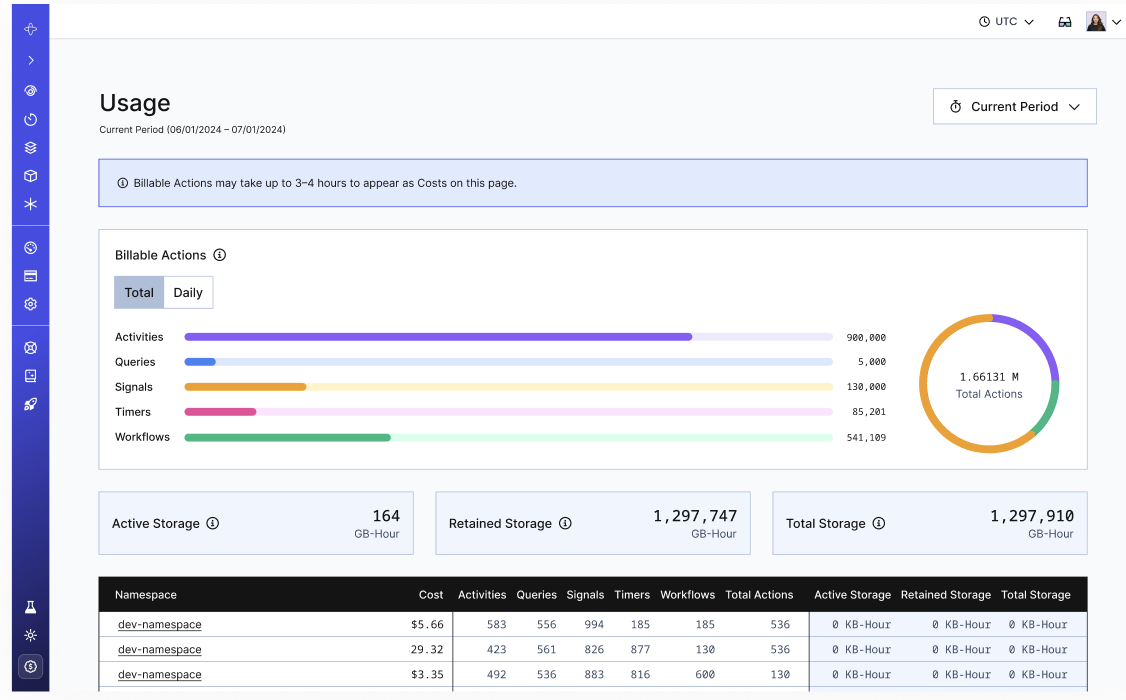 UTC
Usage
Current Period (06/01/2024 – 07/01/2024)
Current Period
Billable Actions may take up to 3–4 hours to appear as Costs on this page.
Billable Actions
Total Daily
Activities 900,000
Queries 5,000
Signals 130,000
Timers 85,201
Workflows 541,109
1.66131 M
Total Actions
Active Storage 164
GB-Hour
Retained Storage 1,297,747
GB-Hour
Total Storage 1,297,910
GB-Hour
Namespace Cost Activities Queries Signals Timers Workflows Total Actions Active Storage Retained Storage Total Storage
dev-namespace $5.66 583 556 994 185 185 536 0 KB-Hour 0 KB-Hour 0 KB-Hour
dev-namespace 29.32 423 561 826 877 130 536 0 KB-Hour 0 KB-Hour 0 KB-Hour
dev-namespace $3.35 492 536 883 816 600 130 0 KB-Hour 0 KB-Hour 0 KB-Hour